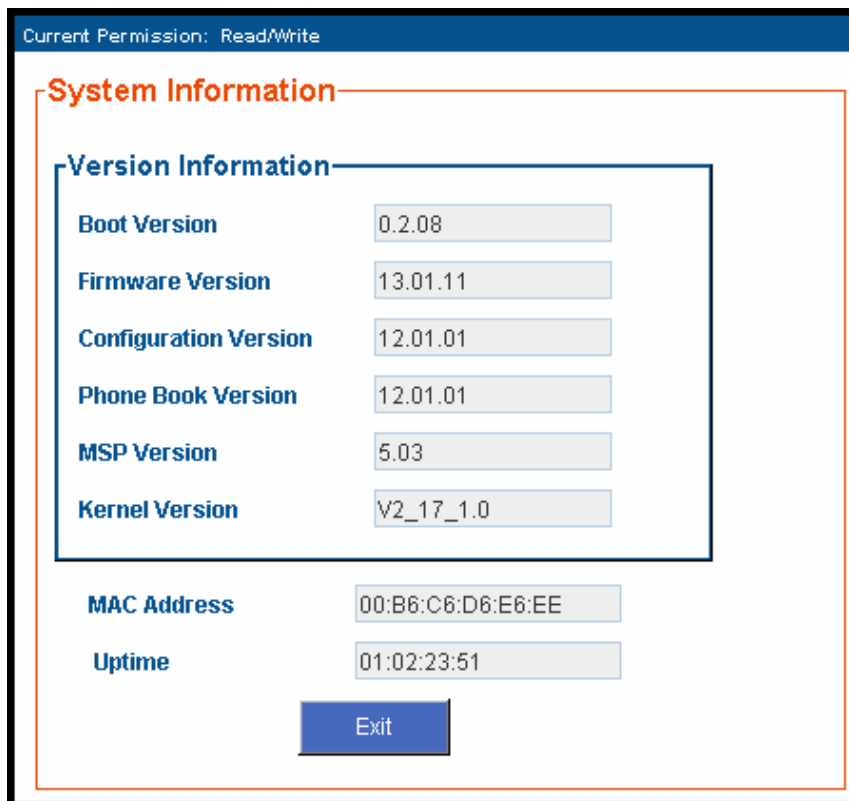 Current Permission: Read/Write
System Information
Version Information
Boot Version 0.2.08
Firmware Version 13.01.11
Configuration Version 12.01.01
Phone Book Version 12.01.01
MSP Version 5.03
Kernel Version V2_17_1.0
MAC Address 00:B6:C6:D6:E6:EE
Uptime 01:02:23:51
Exit